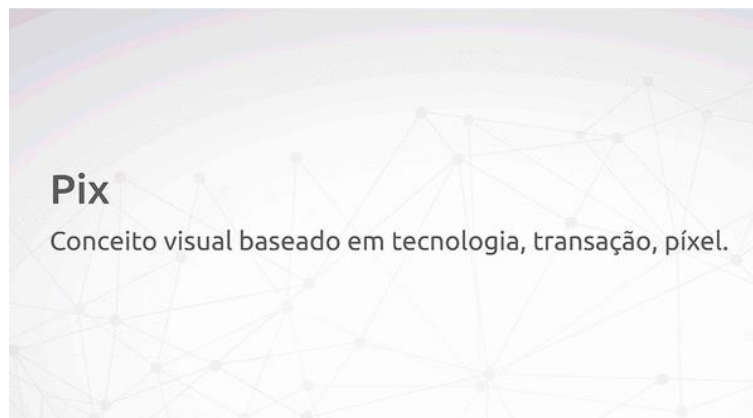 Pix
Conceito visual baseado em tecnologia, transação, píxel.